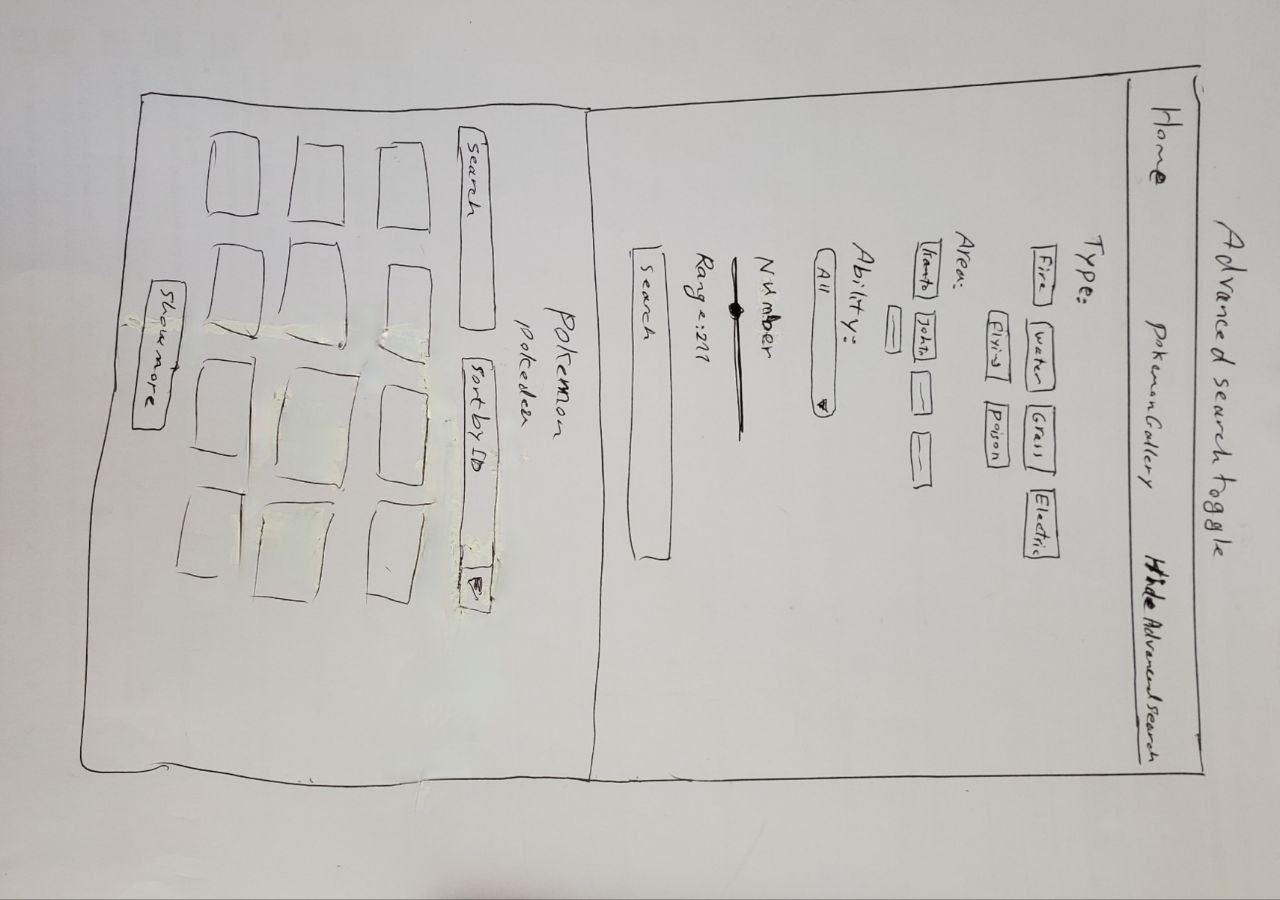 Advanced search toggle
Home Pokemon Gallery Hide Advanced search
Type:
Fire water Grass Electric
flying poison
Area:
kanto Johto
Ability:
All
Number
Range:211
Search
Pokemon
Pokedex
Search Sort by ID
Show more